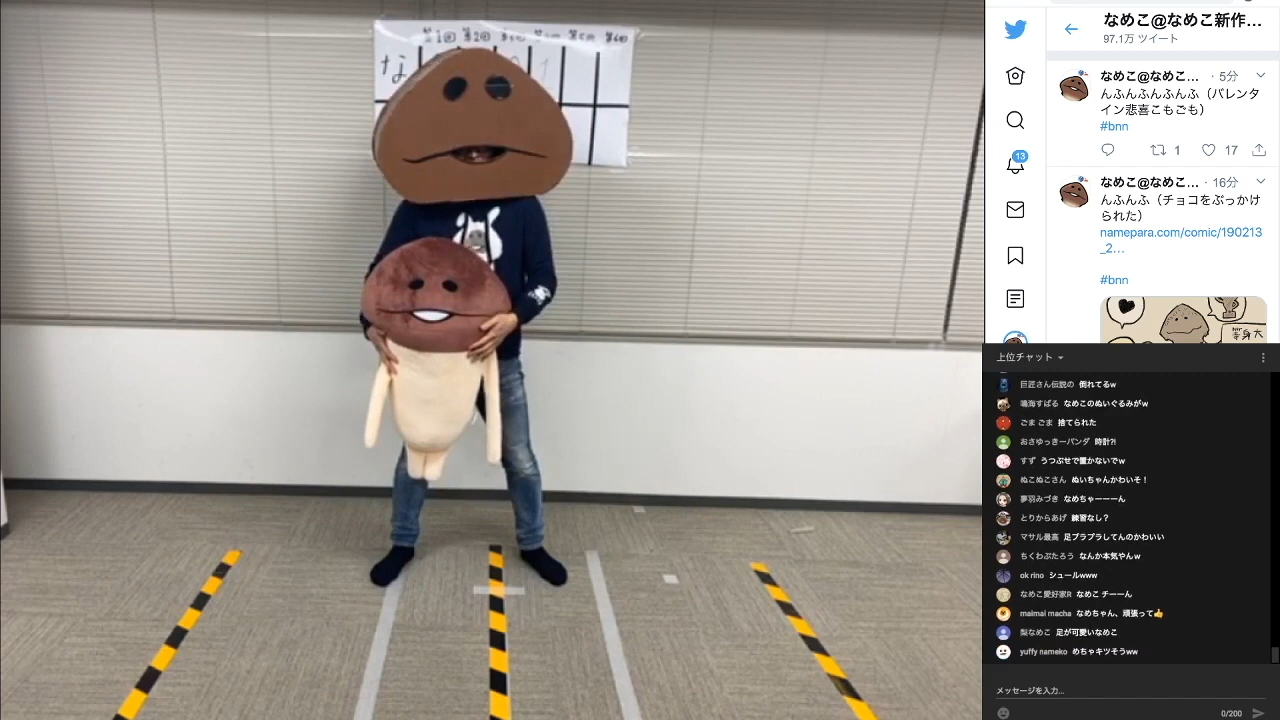 第1回 第2回
な
なめこ@なめこ新作...
97.1万 ツイート
なめこ@なめこ... · 5分
んふんふんふんふ（バレンタ
イン悲喜こもごも）
#bnn
1
17
13
なめこ@なめこ... · 16分
んふんふ（チョコをぶっかけ
られた）
namepara.com/comic/190213
_2...
#bnn
上位チャット
巨匠さん伝説の 倒れてるw
鳴海すばる なめこのぬいぐるみがw
ごま ごま 捨てられた
おさゆっきーパンダ 時計?!
すず うつぶせで置かないでw
ぬこぬこさん ぬいちゃんかわいそ！
夢羽みづき なめちゃーーーん
とりからあげ 練習なし？
マサル最高 足プラプラしてんのかわいい
ちくわぶたろう なんか本気やんw
ok rino シュールwww
なめこ愛好家R なめこ チーーん
maimai macha なめちゃん、頑張って👍
梨なめこ 足が可愛いなめこ
yuffy nameko めちゃキツそうww
メッセージを入力...
0/200